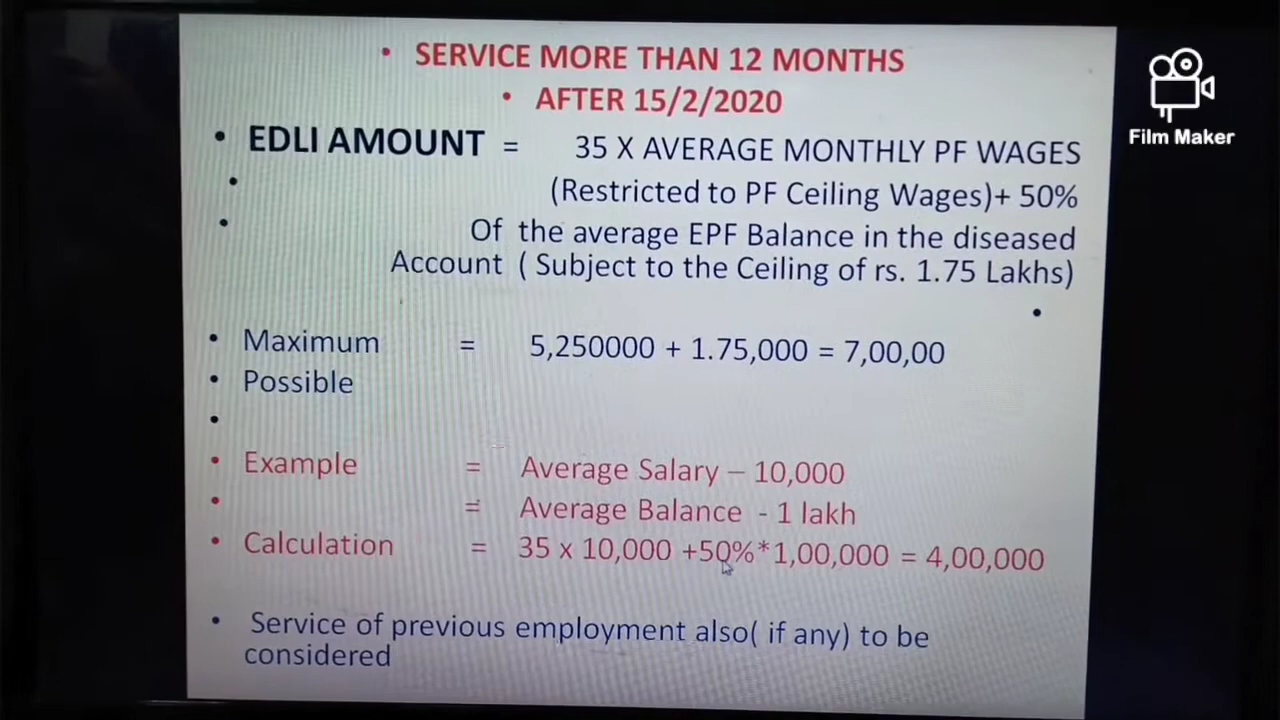 • SERVICE MORE THAN 12 MONTHS
• AFTER 15/2/2020
• EDLI AMOUNT = 35 X AVERAGE MONTHLY PF WAGES
• (Restricted to PF Ceiling Wages)+ 50%
• Of the average EPF Balance in the diseased
Account ( Subject to the Ceiling of rs. 1.75 Lakhs)
•
• Maximum = 5,250000 + 1.75,000 = 7,00,00
• Possible
•
• Example = Average Salary – 10,000
• = Average Balance - 1 lakh
• Calculation = 35 x 10,000 +50%*1,00,000 = 4,00,000
• Service of previous employment also( if any) to be
considered
Film Maker